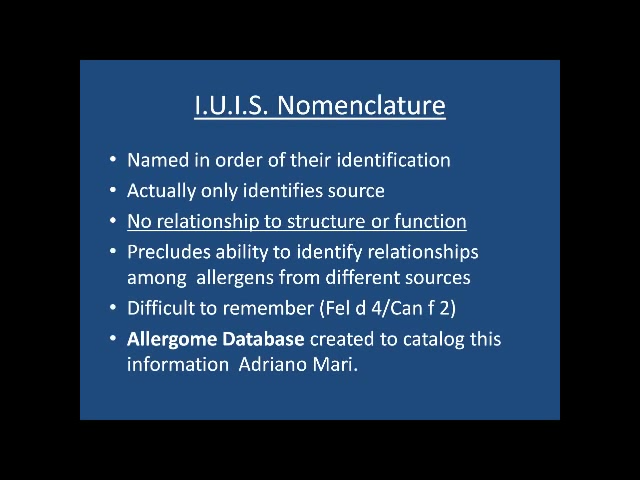 I.U.I.S. Nomenclature
• Named in order of their identification
• Actually only identifies source
• No relationship to structure or function
• Precludes ability to identify relationships
among allergens from different sources
• Difficult to remember (Fel d 4/Can f 2)
• Allergome Database created to catalog this
information Adriano Mari.